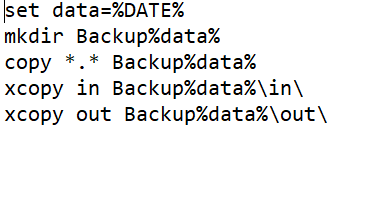 set data=%DATE%
mkdir Backup%data%
copy *.* Backup%data%
xcopy in Backup%data%\in\
xcopy out Backup%data%\out\